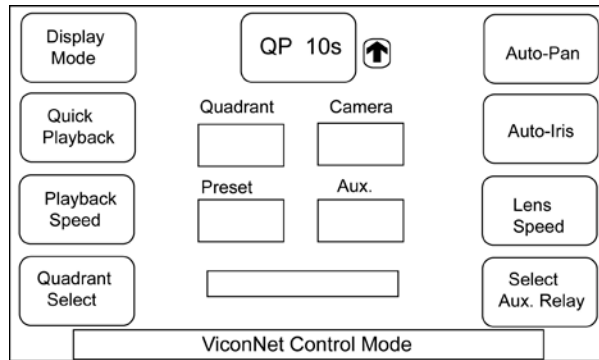 Display
Mode
QP 10s
Auto-Pan
Quick
Playback
Quadrant
Camera
Auto-Iris
Playback
Speed
Preset
Aux.
Lens
Speed
Quadrant
Select
Select
Aux. Relay
ViconNet Control Mode